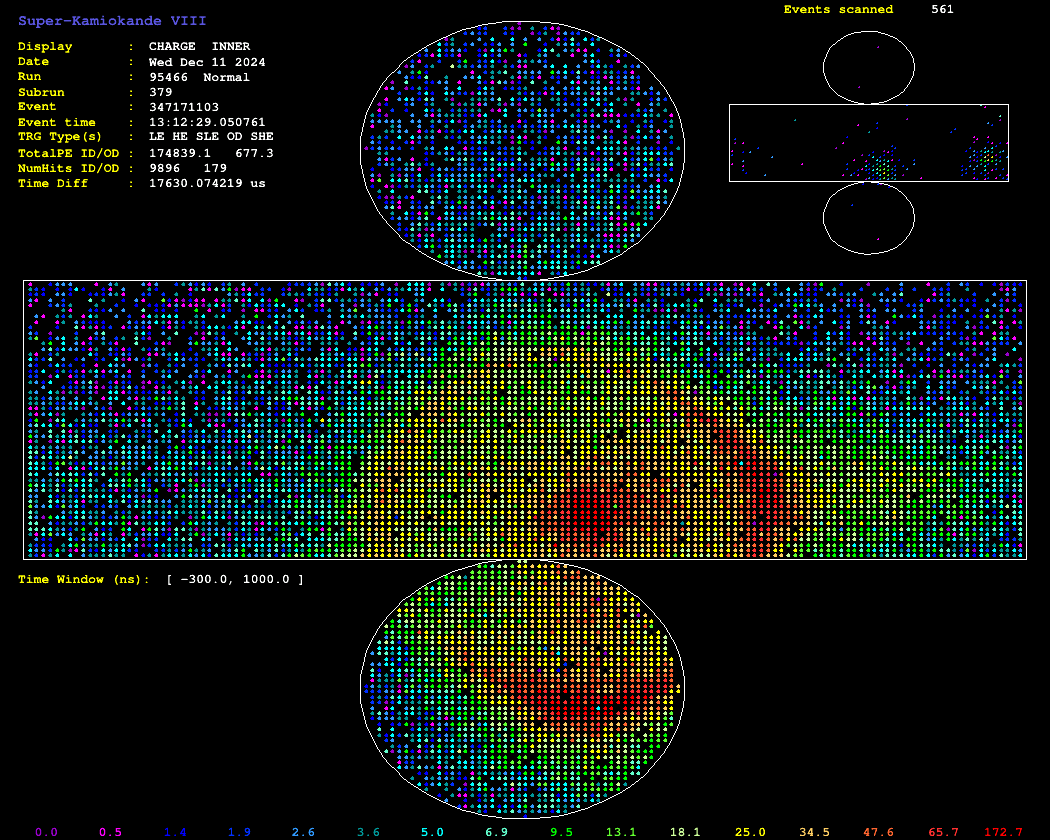 Super-Kamiokande VIII
Events scanned 561
Display : CHARGE INNER
Date : Wed Dec 11 2024
Run : 95466 Normal
Subrun : 379
Event : 347171103
Event time : 13:12:29.050761
TRG Type(s) : LE HE SLE OD SHE
TotalPE ID/OD : 174839.1 677.3
NumHits ID/OD : 9896 179
Time Diff : 17630.074219 us
Time Window (ns): [ -300.0, 1000.0 ]
0.0 0.5 1.4 1.9 2.6 3.6 5.0 6.9 9.5 13.1 18.1 25.0 34.5 47.6 65.7 172.7